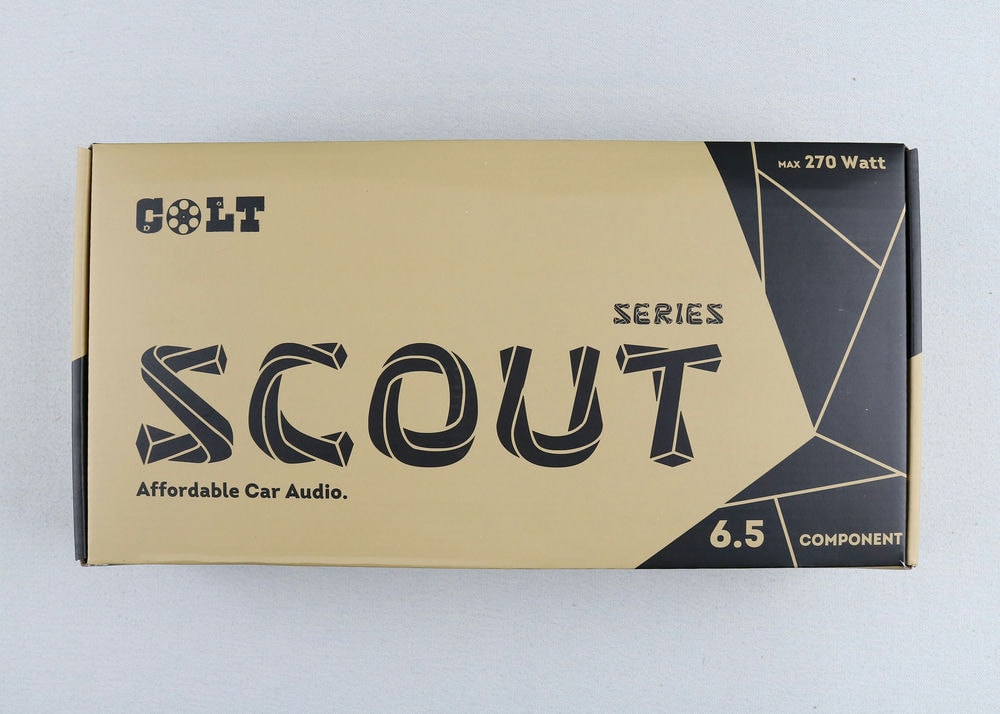 MAX 270 Watt
COLT
SERIES
SCOUT
Affordable Car Audio.
6.5 COMPONENT